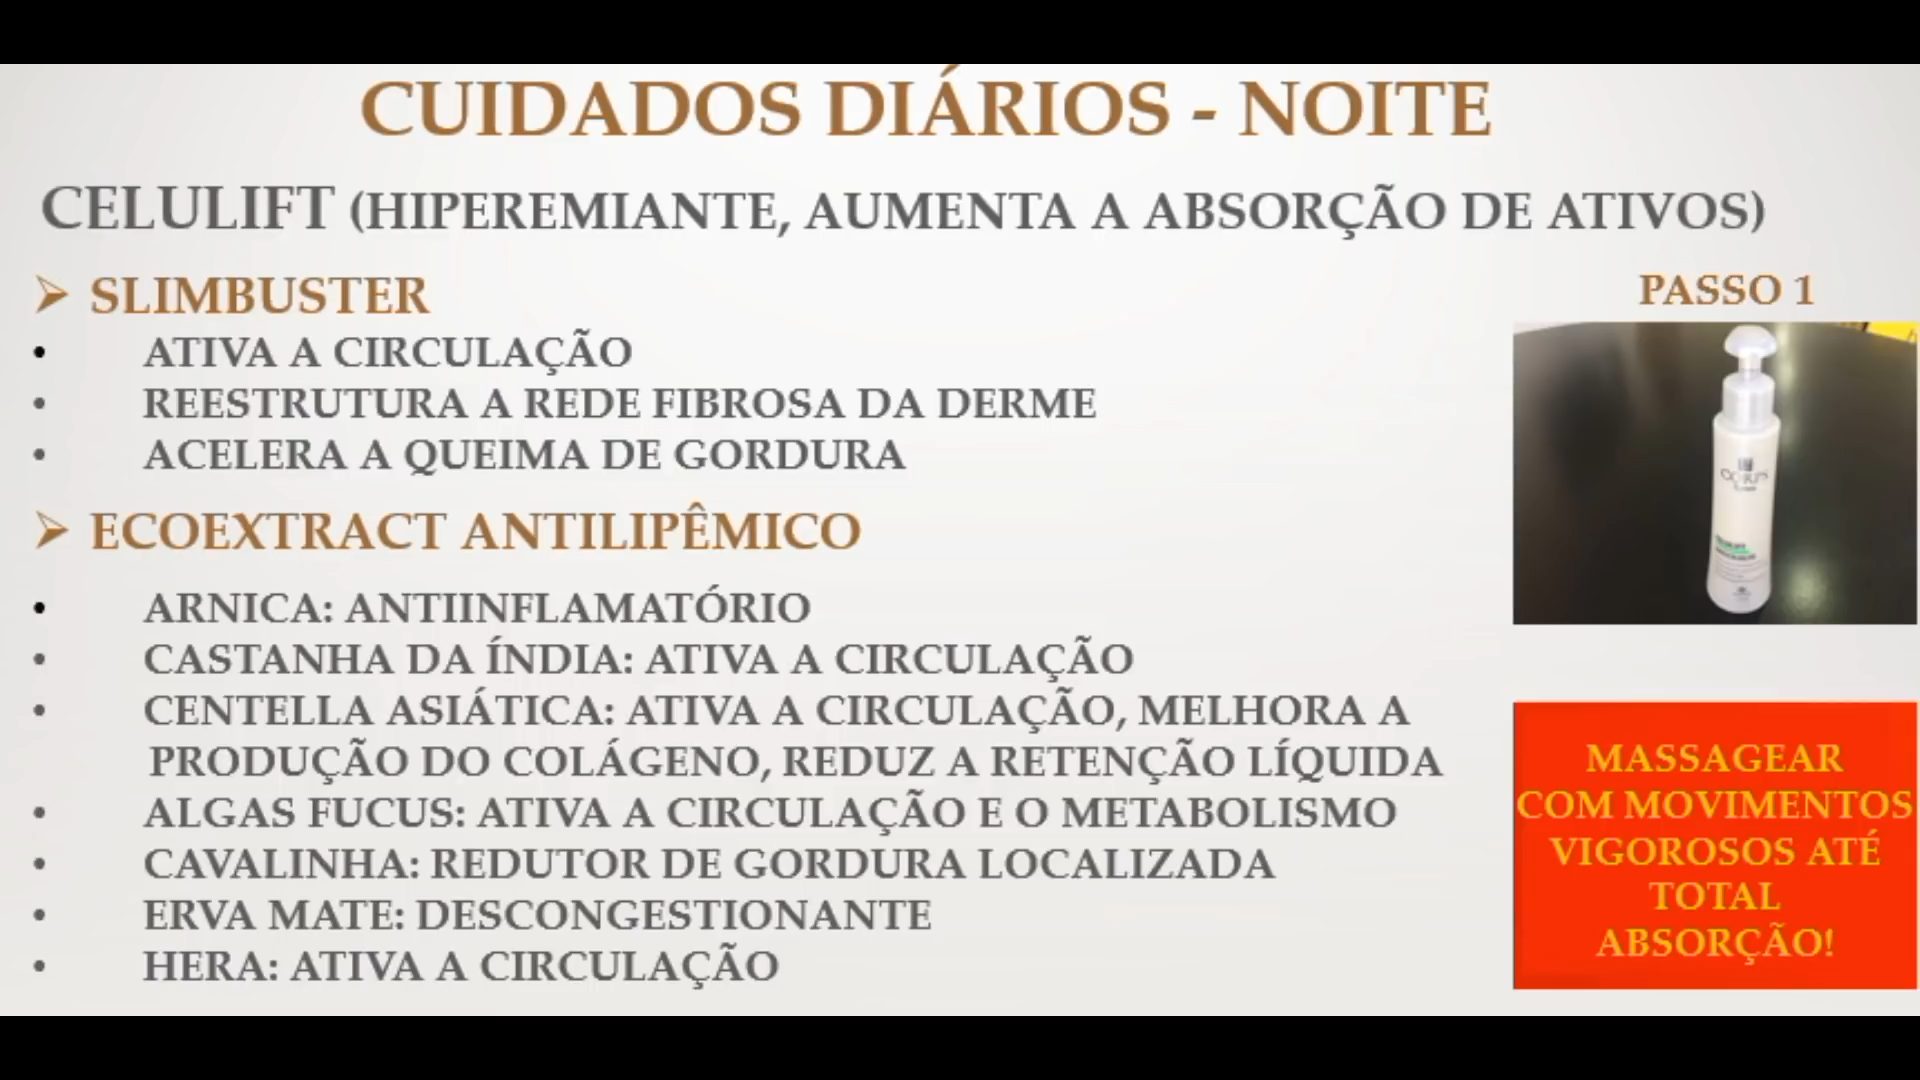 CUIDADOS DIÁRIOS - NOITE
CELULIFT (HIPEREMIANTE, AUMENTA A ABSORÇÃO DE ATIVOS)
➢ SLIMBUSTER
• ATIVA A CIRCULAÇÃO
• REESTRUTURA A REDE FIBROSA DA DERME
• ACELERA A QUEIMA DE GORDURA
➢ ECOEXTRACT ANTILIPÊMICO
• ARNICA: ANTIINFLAMATÓRIO
• CASTANHA DA ÍNDIA: ATIVA A CIRCULAÇÃO
• CENTELLA ASIÁTICA: ATIVA A CIRCULAÇÃO, MELHORA A
PRODUÇÃO DO COLÁGENO, REDUZ A RETENÇÃO LÍQUIDA
• ALGAS FUCUS: ATIVA A CIRCULAÇÃO E O METABOLISMO
• CAVALINHA: REDUTOR DE GORDURA LOCALIZADA
• ERVA MATE: DESCONGESTIONANTE
• HERA: ATIVA A CIRCULAÇÃO
PASSO 1
MASSAGEAR
COM MOVIMENTOS
VIGOROSOS ATÉ
TOTAL
ABSORÇÃO!